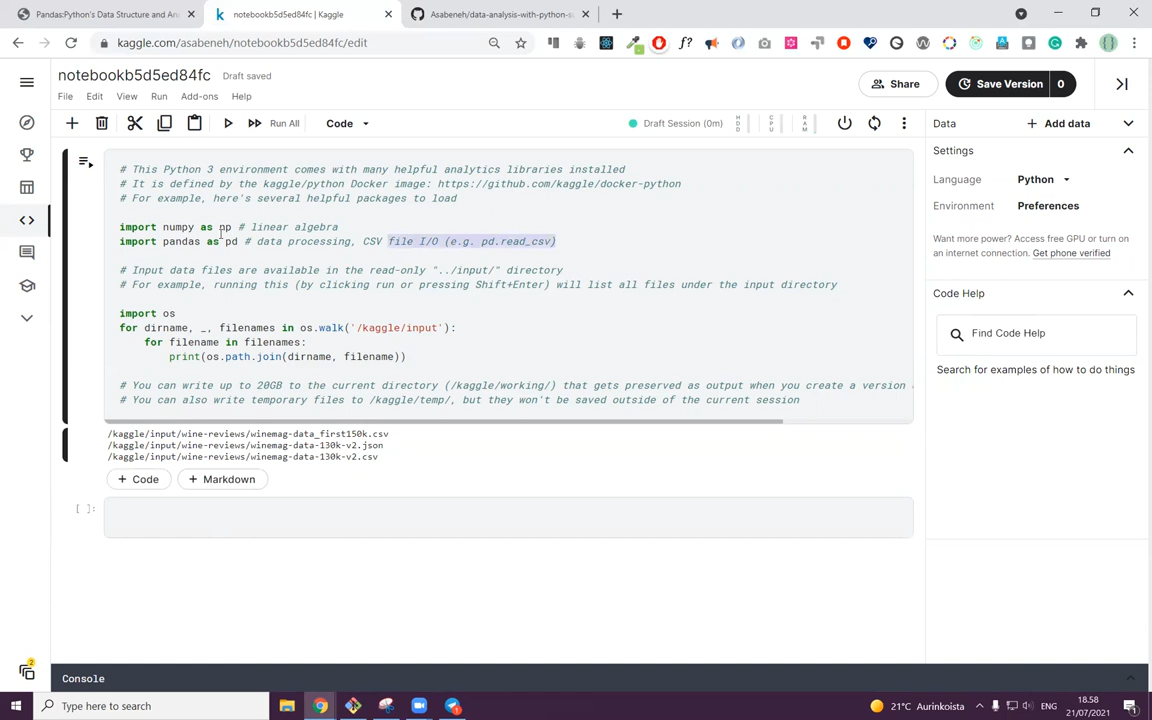 Pandas:Python's Data Structure and An
notebookb5d5ed84fc | Kaggle
Asabeneh/data-analysis-with-python-s
kaggle.com/asabeneh/notebookb5d5ed84fc/edit
f?
notebookb5d5ed84fc
Draft saved
Share
Save Version
0
File
Edit
View
Run
Add-ons
Help
Run All
Code
Draft Session (0m)
HDD
CPU
RAM
Data
Add data
# This Python 3 environment comes with many helpful analytics libraries installed
# It is defined by the kaggle/python Docker image: https://github.com/kaggle/docker-python
# For example, here's several helpful packages to load
import numpy as np # linear algebra
import pandas as pd # data processing, CSV file I/O (e.g. pd.read_csv)
# Input data files are available in the read-only "../input/" directory
# For example, running this (by clicking run or pressing Shift+Enter) will list all files under the input directory
import os
for dirname, _, filenames in os.walk('/kaggle/input'):
for filename in filenames:
print(os.path.join(dirname, filename))
# You can write up to 20GB to the current directory (/kaggle/working/) that gets preserved as output when you create a version
# You can also write temporary files to /kaggle/temp/, but they won't be saved outside of the current session
/kaggle/input/wine-reviews/winemag-data_first150k.csv
/kaggle/input/wine-reviews/winemag-data-130k-v2.json
/kaggle/input/wine-reviews/winemag-data-130k-v2.csv
+ Code
+ Markdown
[ ]:
Settings
Language
Python
Environment
Preferences
Want more power? Access free GPU or turn on
an internet connection. Get phone verified
Code Help
Find Code Help
Search for examples of how to do things
2
Console
Type here to search
21°C Aurinkoista
ENG
18.58
21/07/2021
1